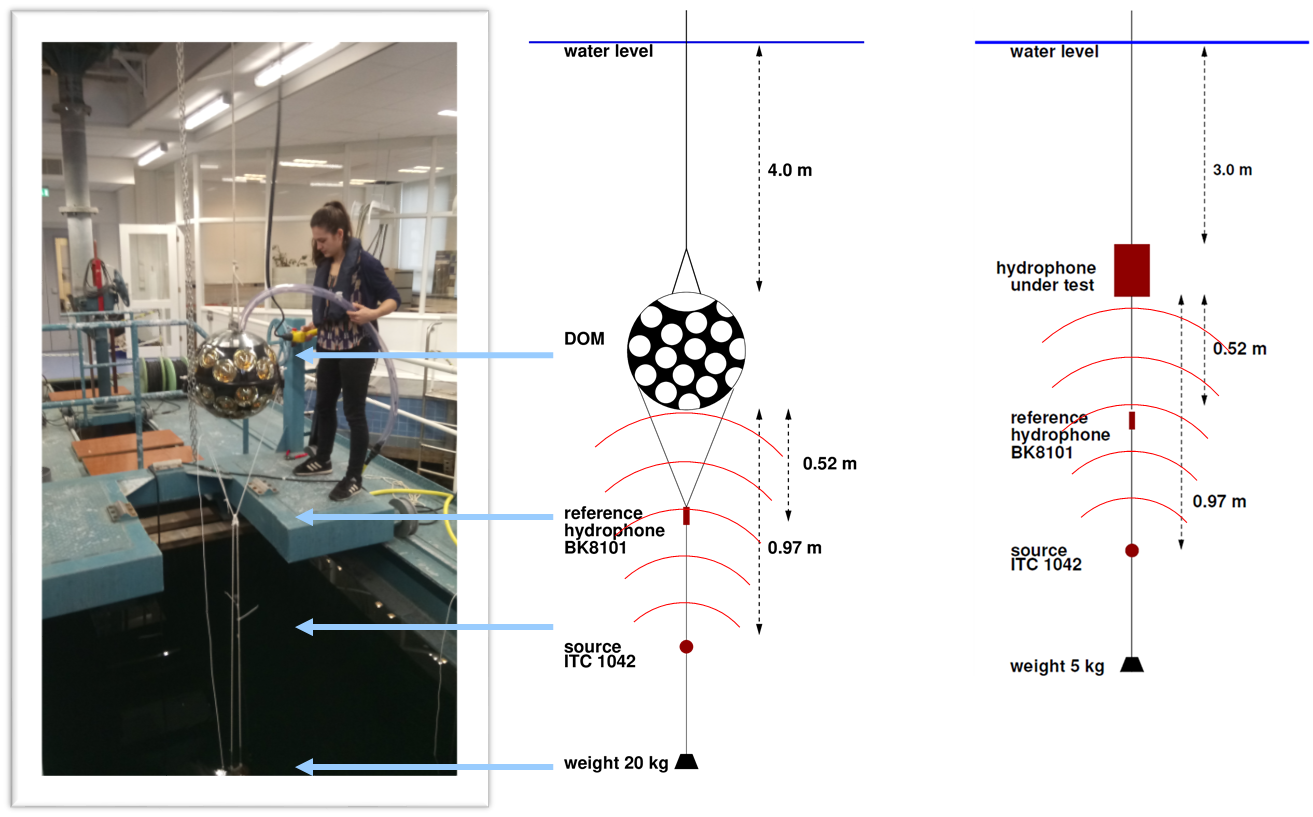 water level
4.0 m
DOM
0.52 m
reference
hydrophone
BK8101
0.97 m
source
ITC 1042
weight 20 kg
water level
3.0 m
hydrophone
under test
0.52 m
reference
hydrophone
BK8101
0.97 m
source
ITC 1042
weight 5 kg